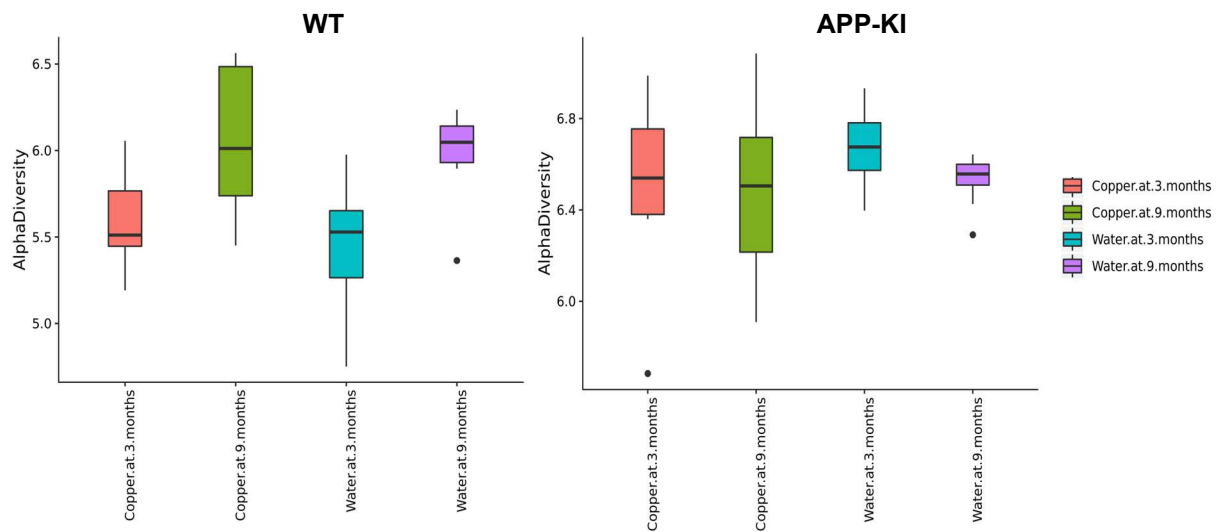 WT
AlphaDiversity
6.5
6.0
5.5
5.0
Copper.at.3.months
Copper.at.9.months
Water.at.3.months
Water.at.9.months
APP-KI
AlphaDiversity
6.8
6.4
6.0
Copper.at.3.months
Copper.at.9.months
Water.at.3.months
Water.at.9.months
Copper.at.3.months
Copper.at.9.months
Water.at.3.months
Water.at.9.months